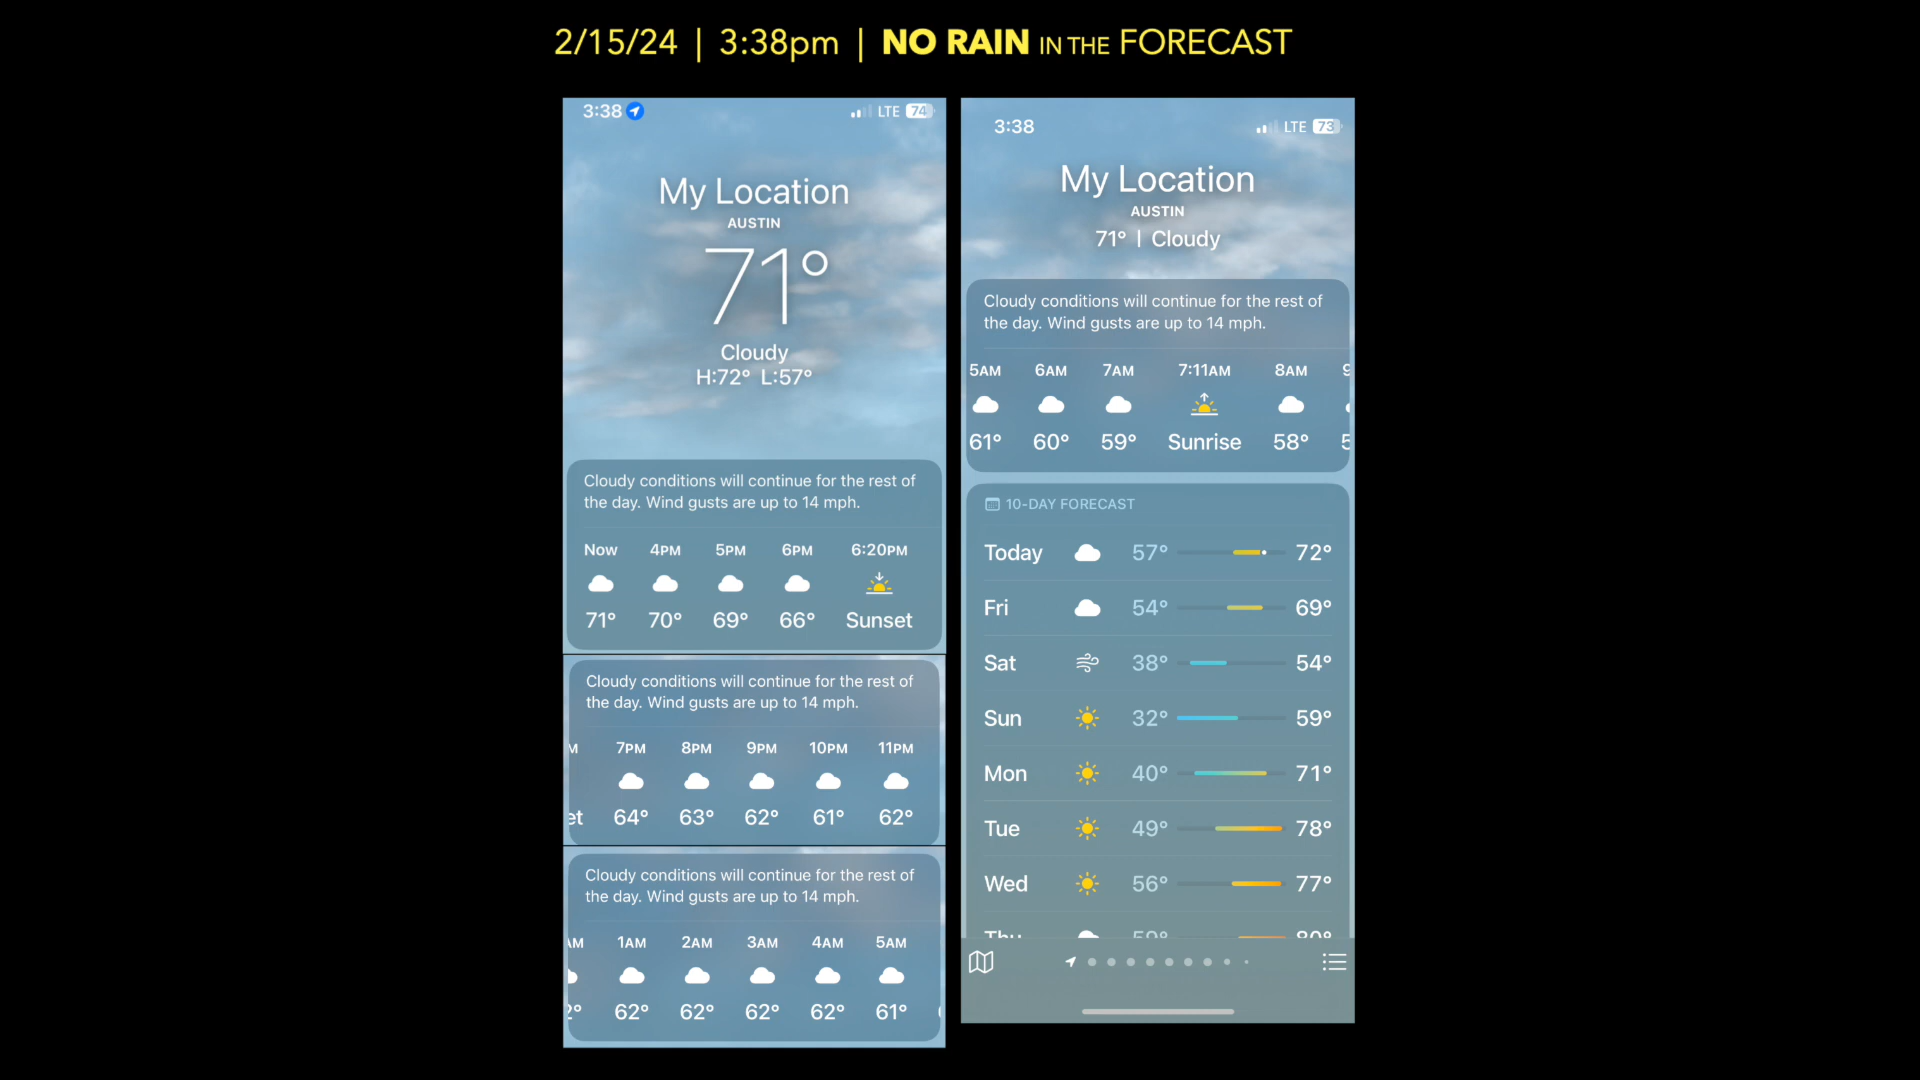 2/15/24 | 3:38pm | NO RAIN IN THE FORECAST
3:38 LTE 74
My Location
AUSTIN
71°
Cloudy
H:72° L:57°
Cloudy conditions will continue for the rest of
the day. Wind gusts are up to 14 mph.
Now 4PM 5PM 6PM 6:20PM
71° 70° 69° 66° Sunset
Cloudy conditions will continue for the rest of
the day. Wind gusts are up to 14 mph.
M 7PM 8PM 9PM 10PM 11PM
et 64° 63° 62° 61° 62°
Cloudy conditions will continue for the rest of
the day. Wind gusts are up to 14 mph.
AM 1AM 2AM 3AM 4AM 5AM
2° 62° 62° 62° 62° 61°
3:38 LTE 73
My Location
AUSTIN
71° | Cloudy
Cloudy conditions will continue for the rest of
the day. Wind gusts are up to 14 mph.
5AM 6AM 7AM 7:11AM 8AM 9
61° 60° 59° Sunrise 58° 5
10-DAY FORECAST
Today 57° 72°
Fri 54° 69°
Sat 38° 54°
Sun 32° 59°
Mon 40° 71°
Tue 49° 78°
Wed 56° 77°
Thu